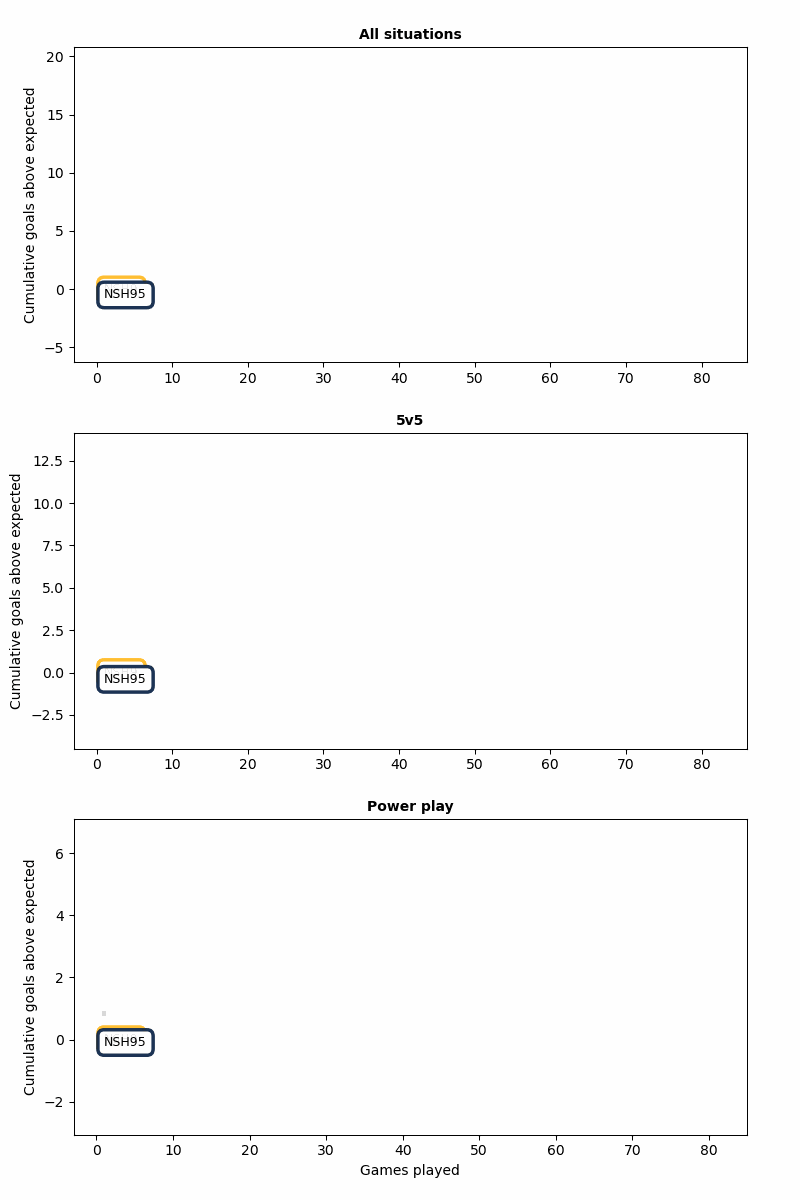 All situations
Cumulative goals above expected
20
15
10
5
0
−5
NSH95
0 10 20 30 40 50 60 70 80
5v5
Cumulative goals above expected
12.5
10.0
7.5
5.0
2.5
0.0
−2.5
NSH95
0 10 20 30 40 50 60 70 80
Power play
Cumulative goals above expected
6
4
2
0
−2
NSH95
0 10 20 30 40 50 60 70 80
Games played